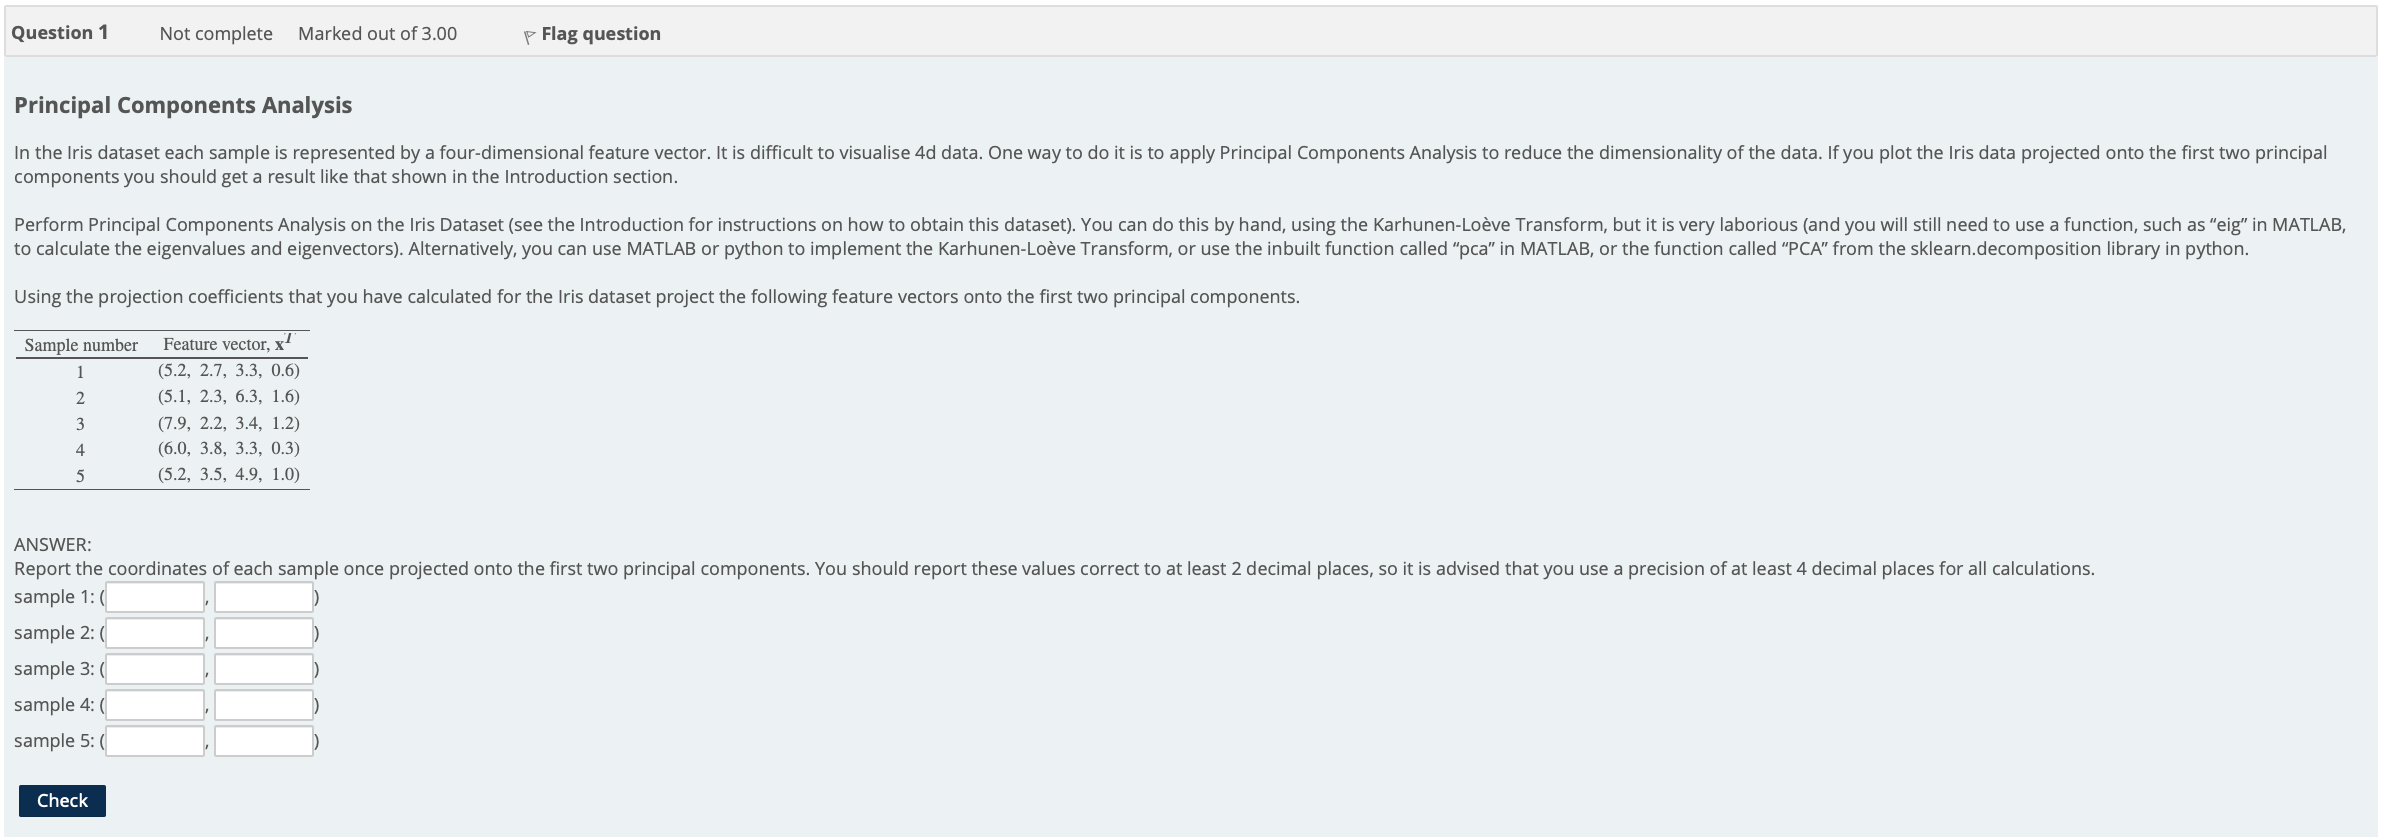 Question 1 Not complete Marked out of 3.00 Flag question
Principal Components Analysis
In the Iris dataset each sample is represented by a four-dimensional feature vector. It is difficult to visualise 4d data. One way to do it is to apply Principal Components Analysis to reduce the dimensionality of the data. If you plot the Iris data projected onto the first two principal
components you should get a result like that shown in the Introduction section.
Perform Principal Components Analysis on the Iris Dataset (see the Introduction for instructions on how to obtain this dataset). You can do this by hand, using the Karhunen-Loève Transform, but it is very laborious (and you will still need to use a function, such as “eig” in MATLAB,
to calculate the eigenvalues and eigenvectors). Alternatively, you can use MATLAB or python to implement the Karhunen-Loève Transform, or use the inbuilt function called “pca” in MATLAB, or the function called “PCA” from the sklearn.decomposition library in python.
Using the projection coefficients that you have calculated for the Iris dataset project the following feature vectors onto the first two principal components.
Sample number Feature vector, x^T
1 (5.2, 2.7, 3.3, 0.6)
2 (5.1, 2.3, 6.3, 1.6)
3 (7.9, 2.2, 3.4, 1.2)
4 (6.0, 3.8, 3.3, 0.3)
5 (5.2, 3.5, 4.9, 1.0)
ANSWER:
Report the coordinates of each sample once projected onto the first two principal components. You should report these values correct to at least 2 decimal places, so it is advised that you use a precision of at least 4 decimal places for all calculations.
sample 1: ( , )
sample 2: ( , )
sample 3: ( , )
sample 4: ( , )
sample 5: ( , )
Check